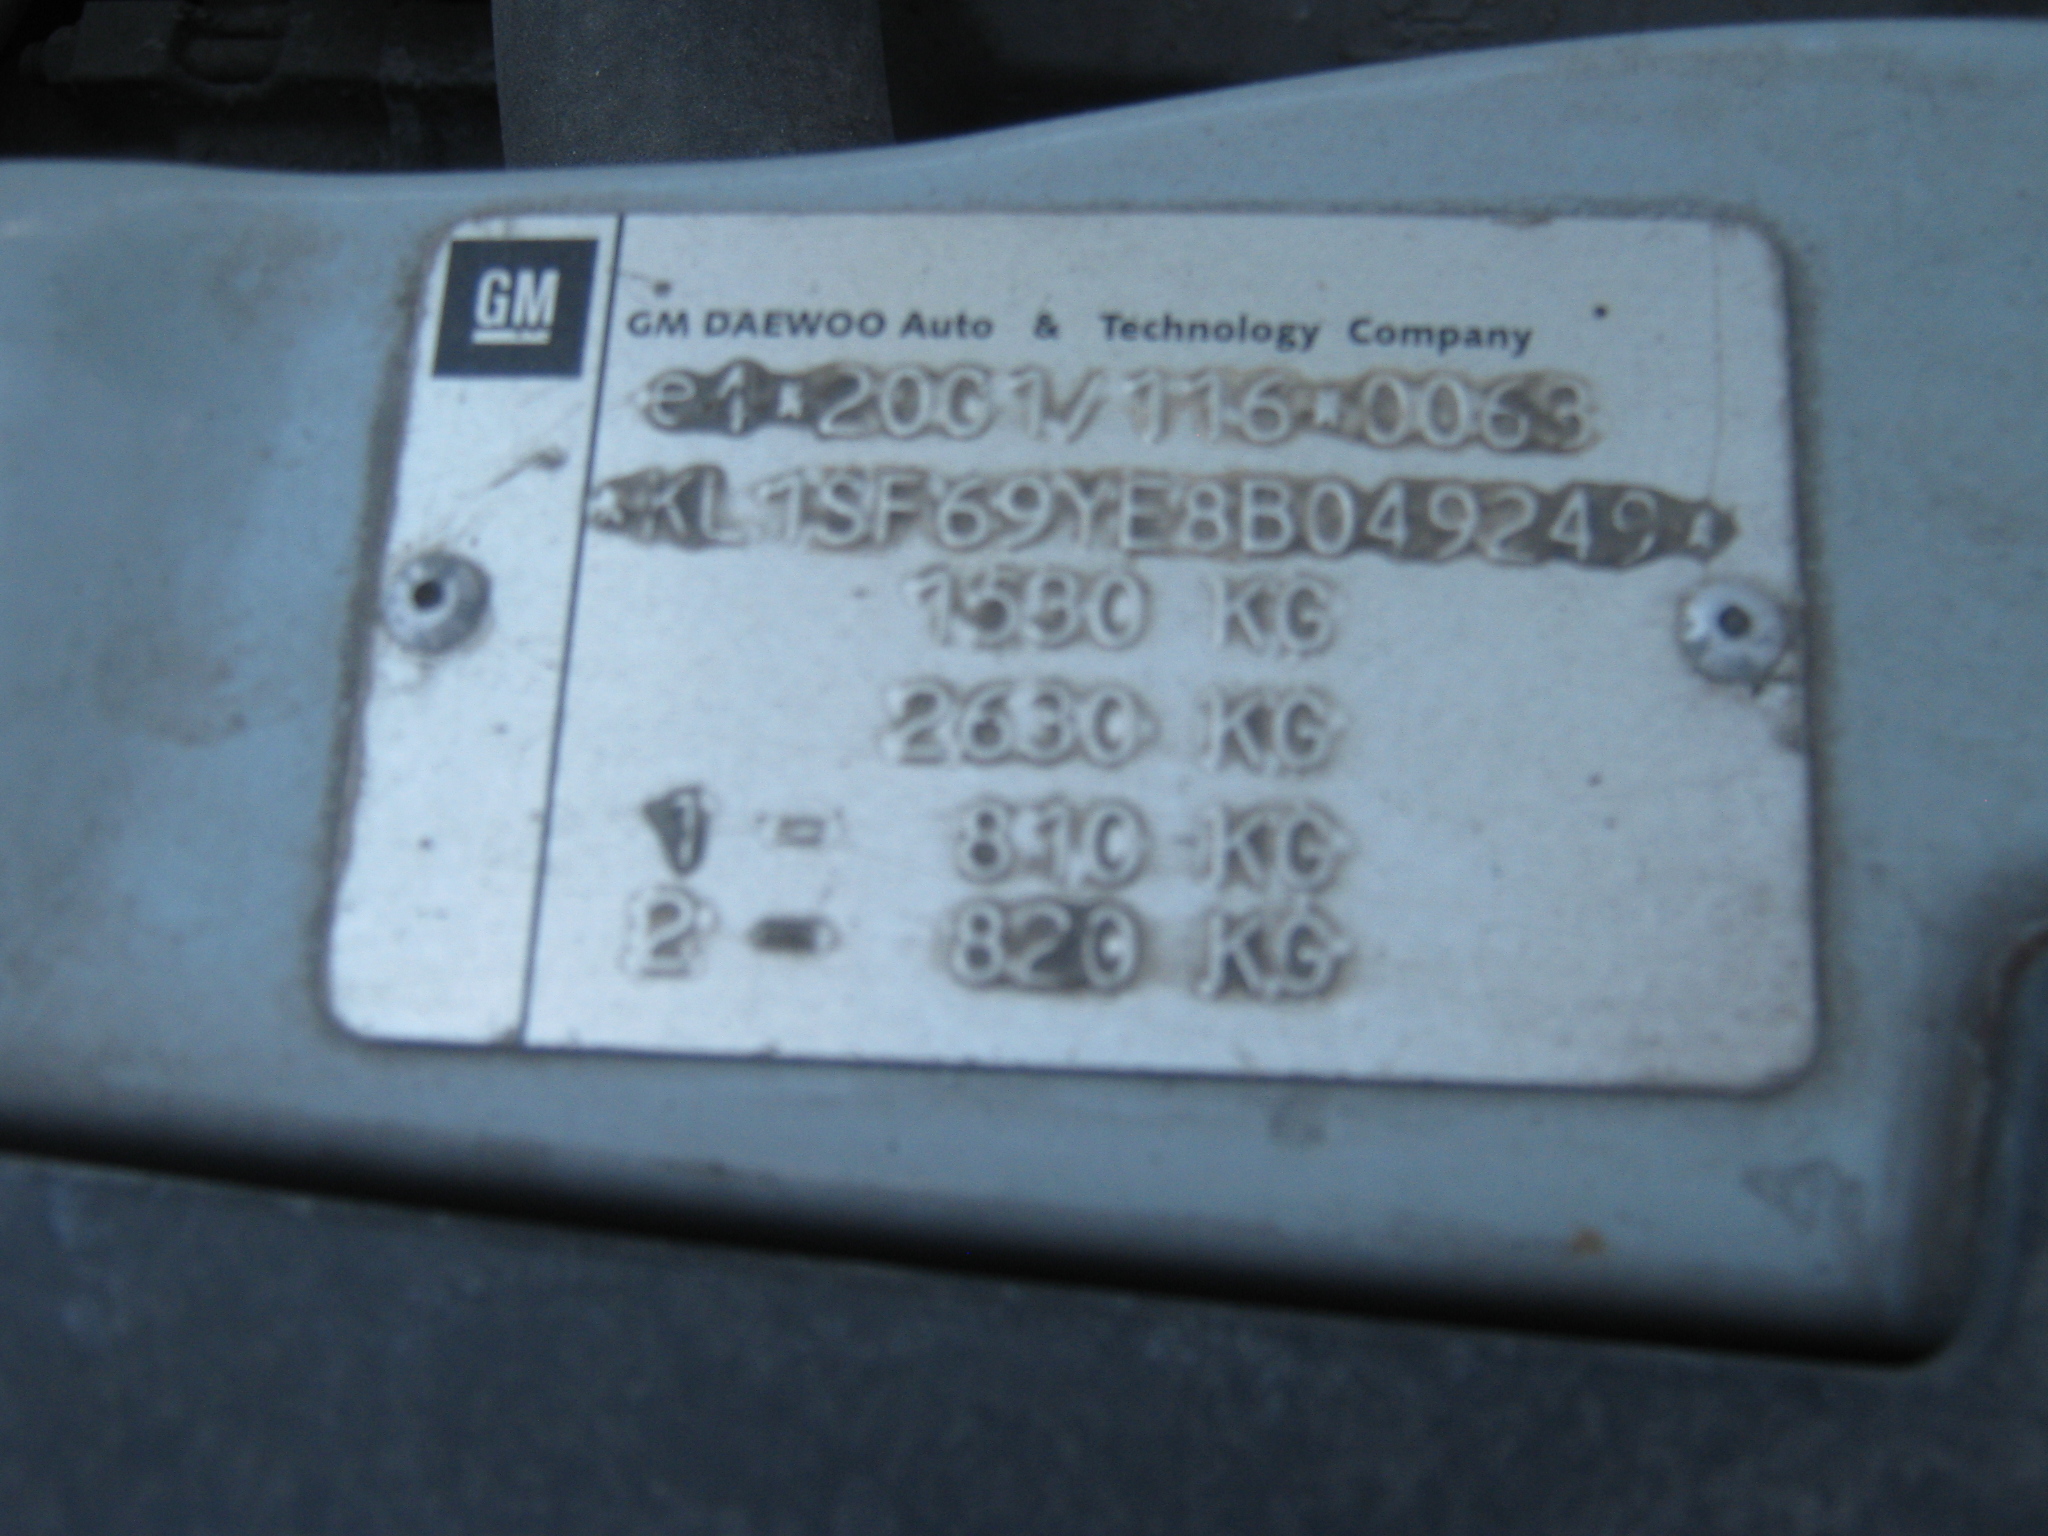 GM
GM DAEWOO Auto & Technology Company
e1*2001/116*0063
*KL1SF69YE8B049249*
1580 KG
2630 KG
1 - 810 KG
2 - 820 KG